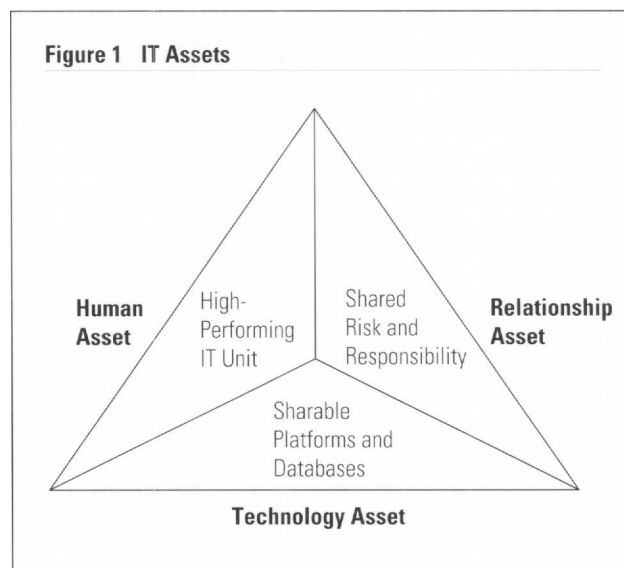 Figure 1 IT Assets
Human
Asset
High-
Performing
IT Unit
Shared
Risk and
Responsibility
Relationship
Asset
Sharable
Platforms and
Databases
Technology Asset